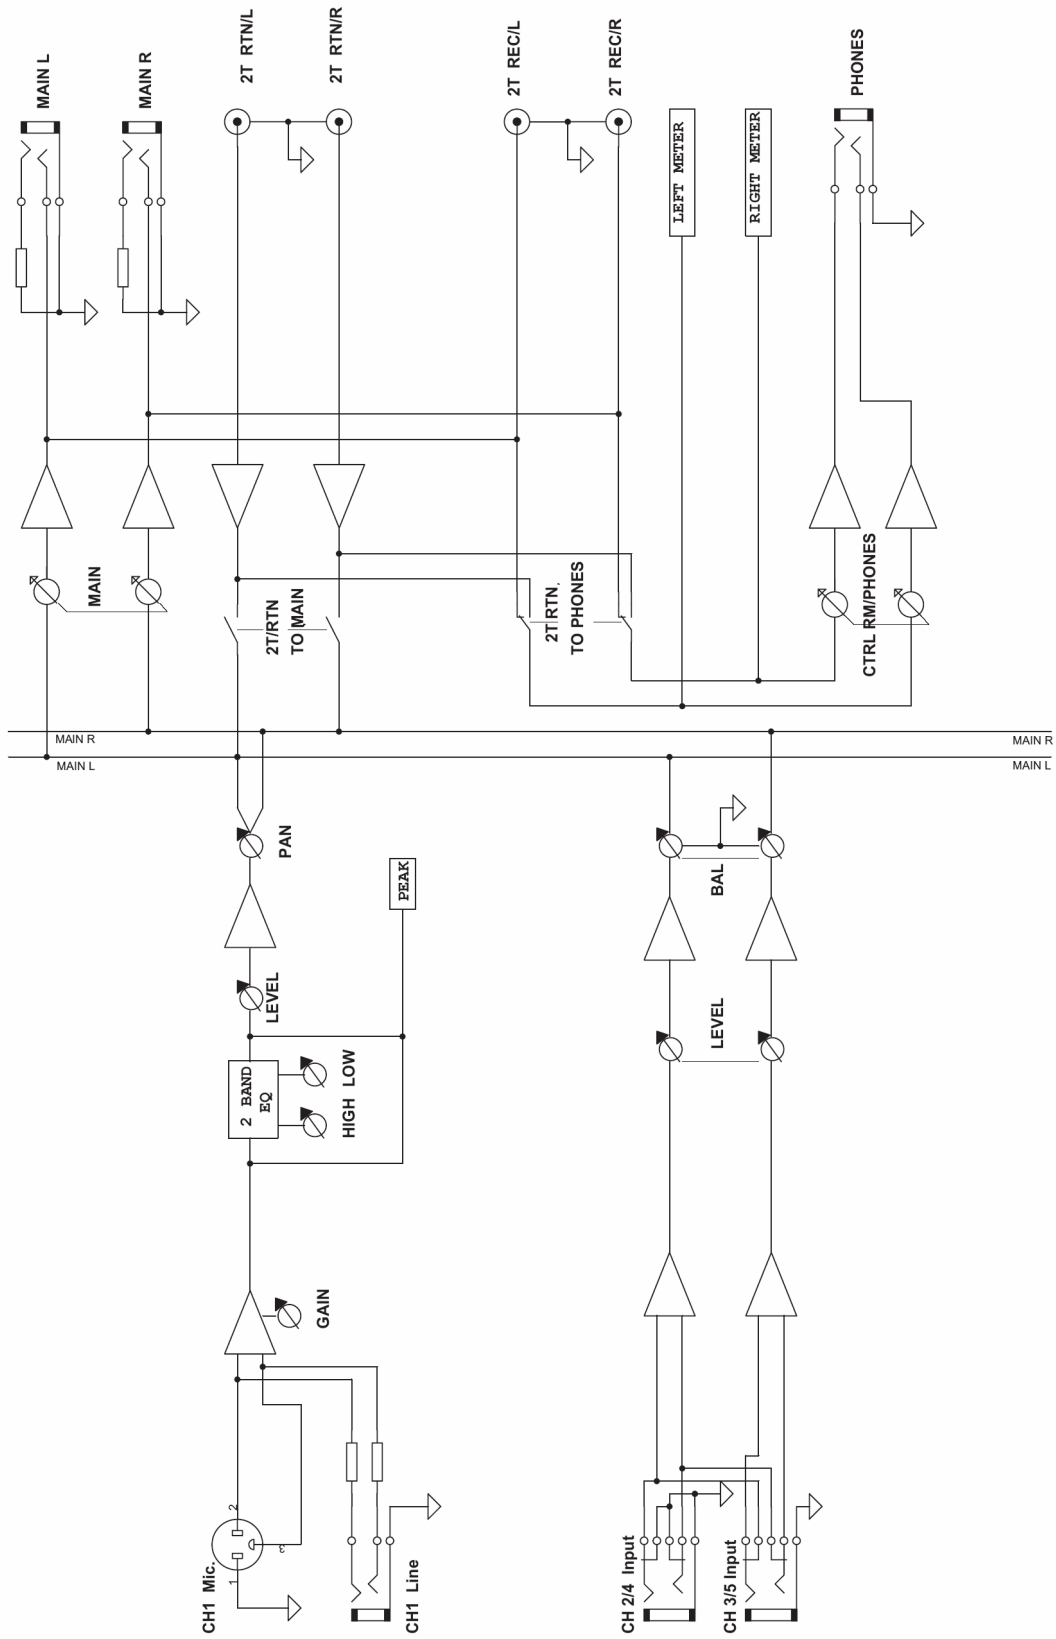 MAIN L
MAIN R
2T RTN/L
2T RTN/R
2T REC/L
2T REC/R
LEFT METER
RIGHT METER
PHONES
MAIN
2T/RTN
TO MAIN
2T/RTN.
TO PHONES
CTRL RM/PHONES
MAIN R
MAIN L
MAIN R
MAIN L
PAN
PEAK
BAL
LEVEL
LEVEL
2 BAND
EQ
HIGH LOW
GAIN
2
3
1
CH1 Mic.
CH1 Line
CH 2/4 Input
CH 3/5 Input